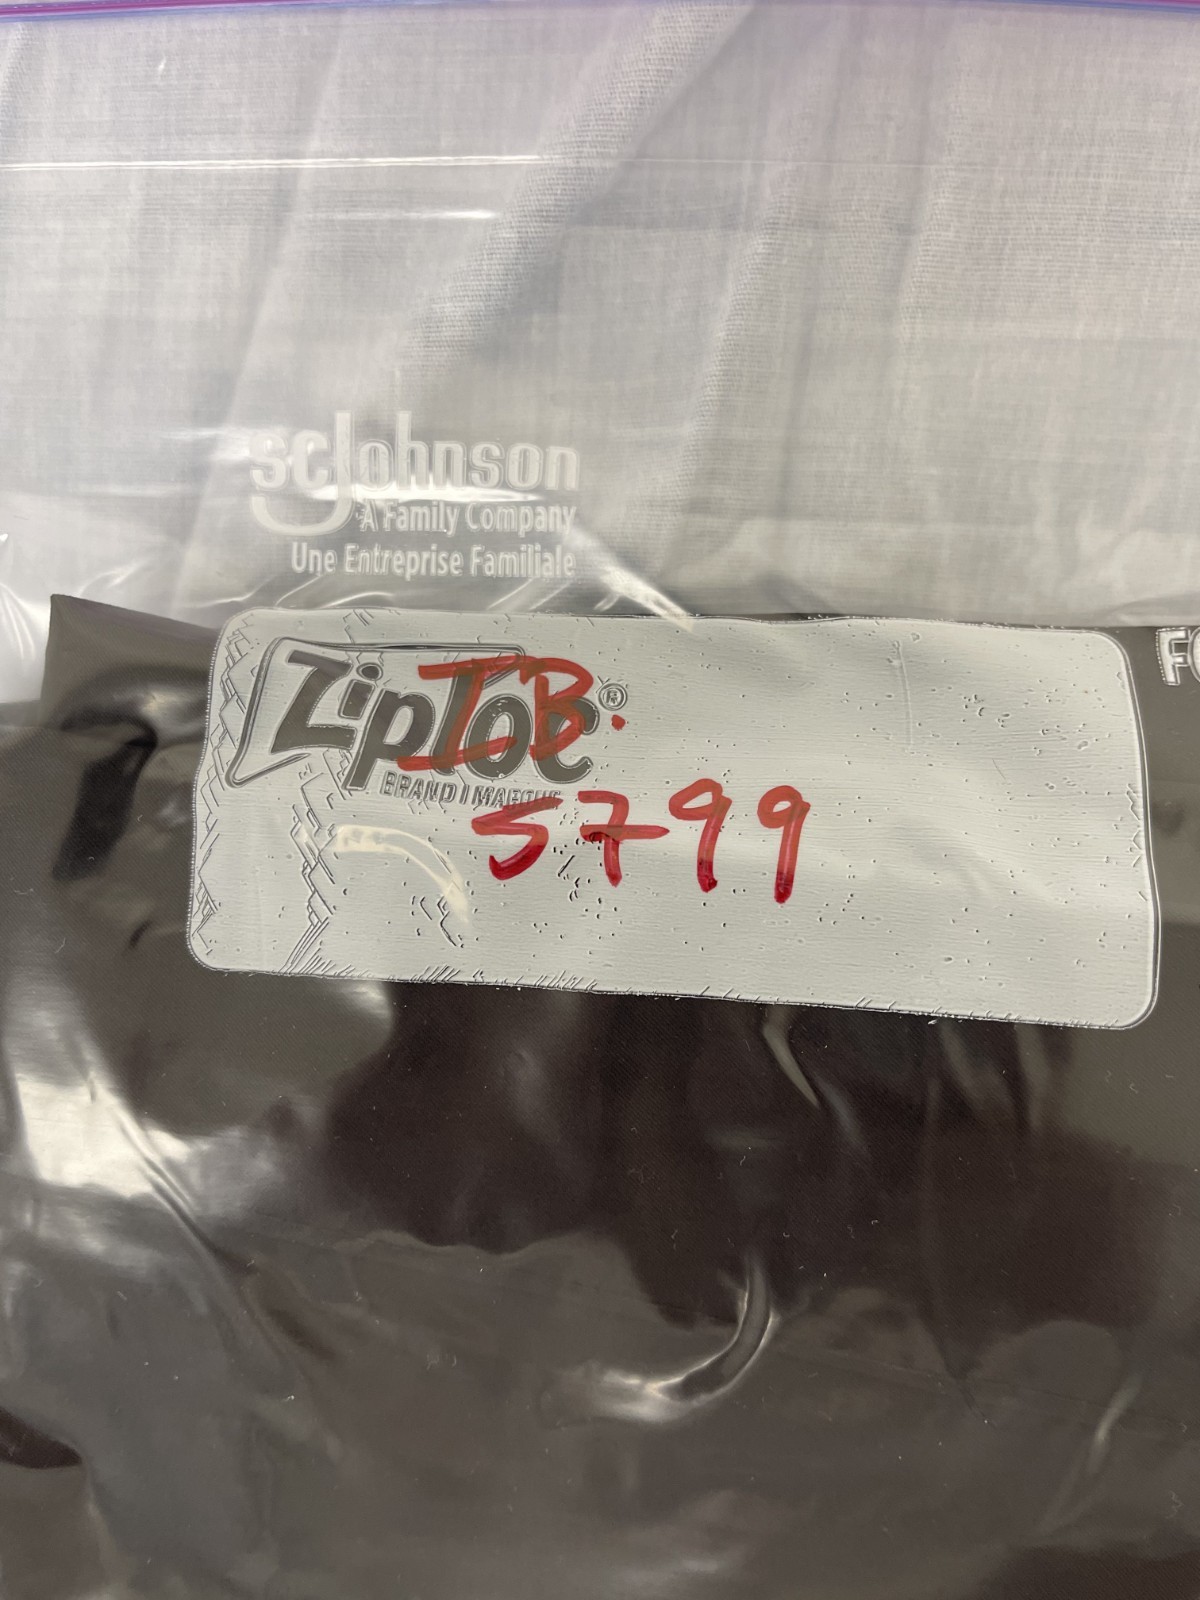 scJohnson
A Family Company
Une Entreprise Familiale
Ziploc®
IB.
BRAND | MARQUE
5799